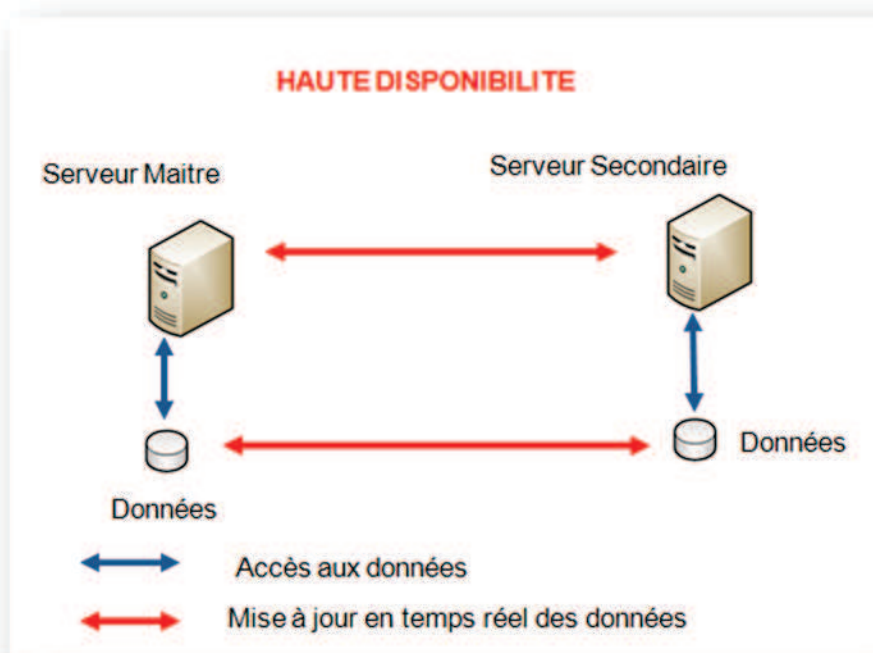 HAUTE DISPONIBILITE
Serveur Maitre
Serveur Secondaire
Données
Données
Accès aux données
Mise à jour en temps réel des données